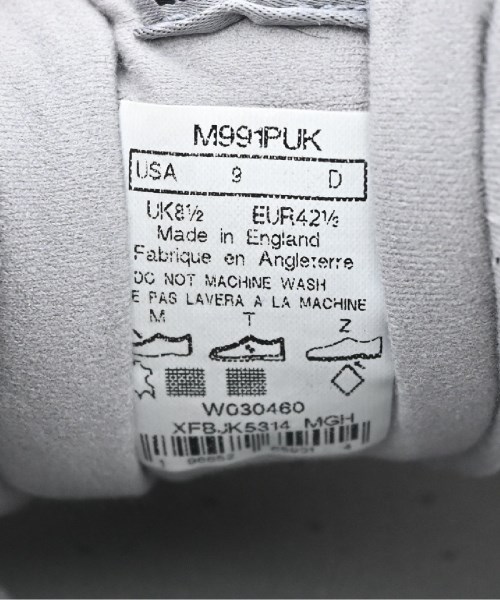 M991PUK
USA 9 D
UK8½ EUR42½
Made in England
Fabrique en Angleterre
DO NOT MACHINE WASH
E PAS LAVERA A LA MACHINE
M T Z
W030460
XFBJK5314 MGH